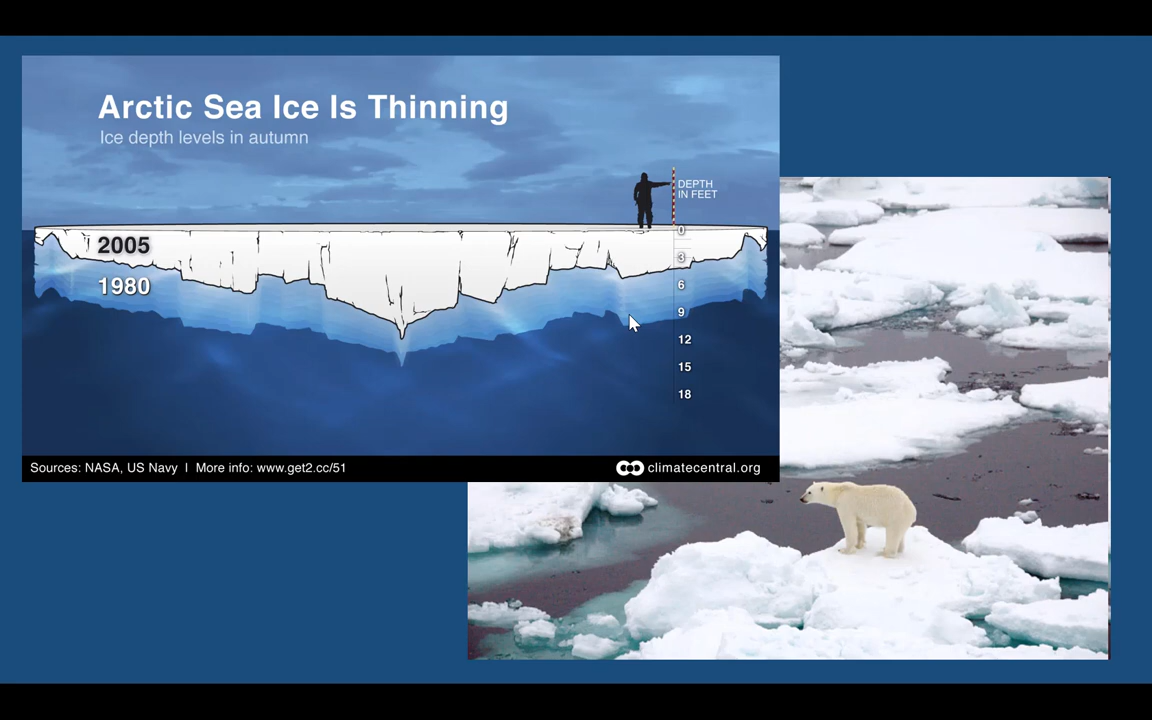 Arctic Sea Ice Is Thinning
Ice depth levels in autumn
DEPTH
IN FEET
2005
1980
0
3
6
9
12
15
18
Sources: NASA, US Navy I More info: www.get2.cc/51
climatecentral.org